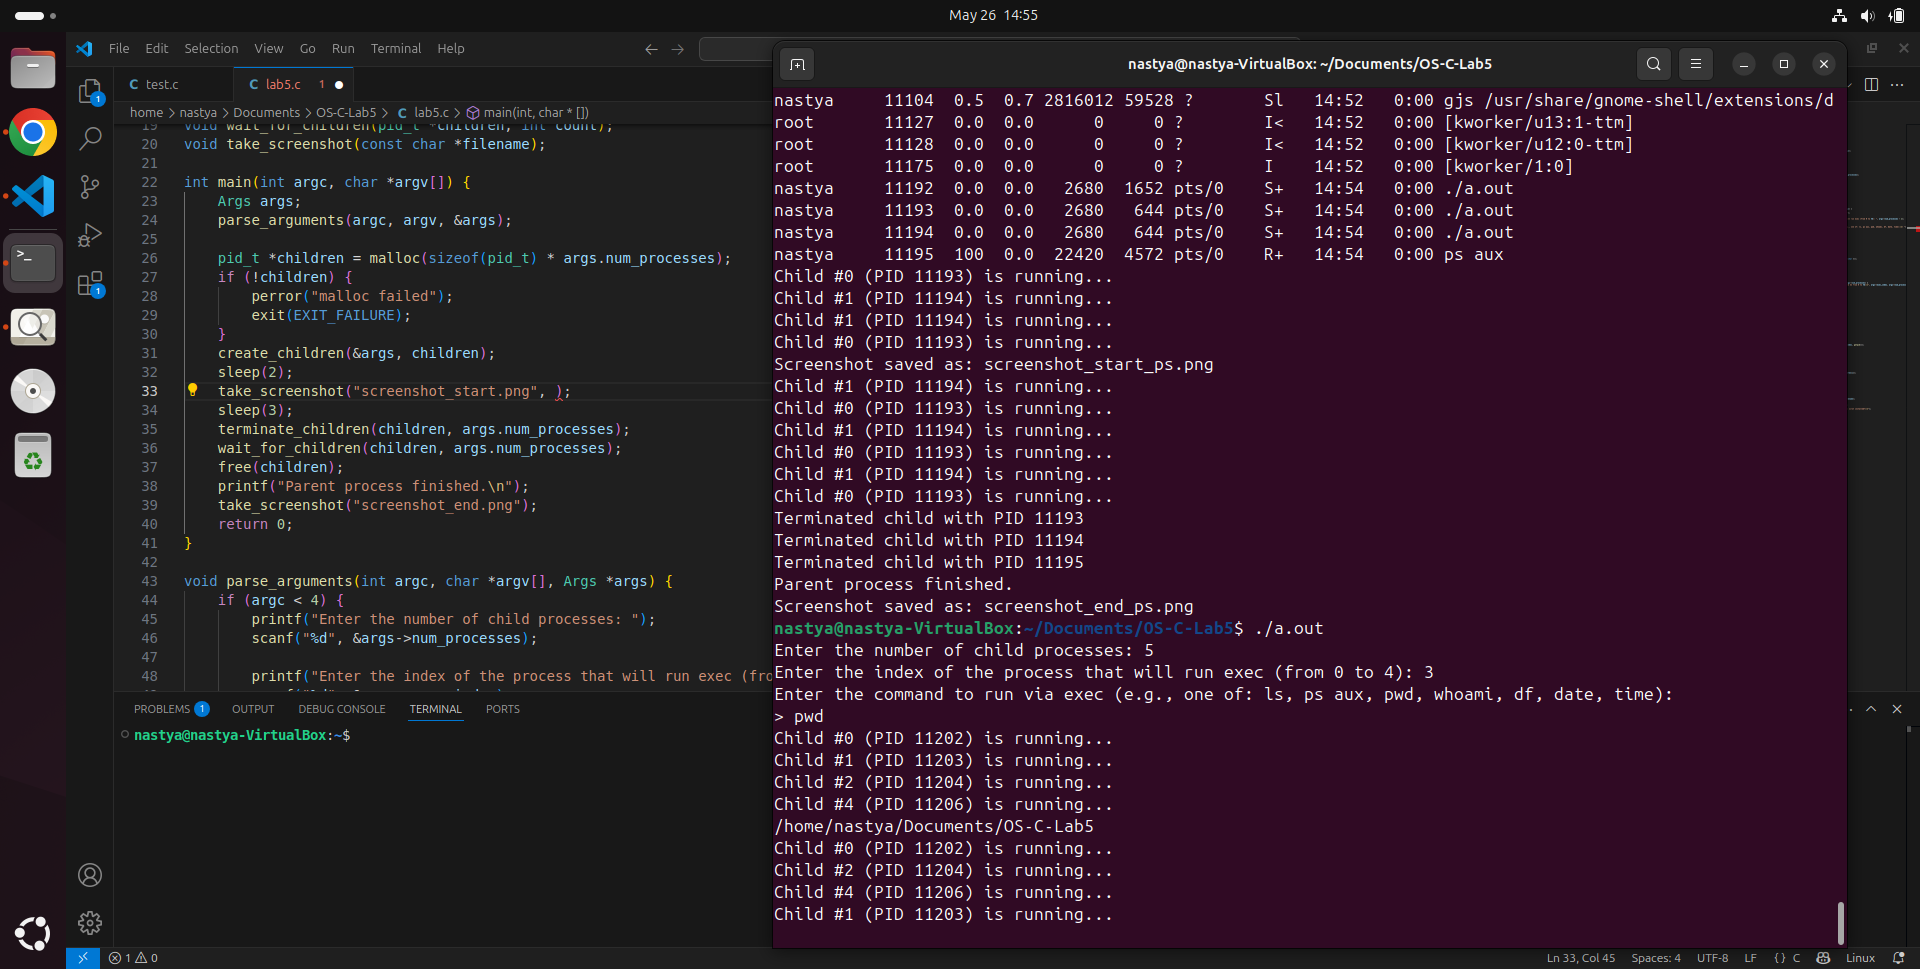 May 26 14:55
File Edit Selection View Go Run Terminal Help
C test.c
C lab5.c 1
home > nastya > Documents > OS-C-Lab5 > C lab5.c > main(int, char * [])
19 void wait_for_children(pid_t *children, int count);
20 void take_screenshot(const char *filename);
21
22 int main(int argc, char *argv[]) {
23 Args args;
24 parse_arguments(argc, argv, &args);
25
26 pid_t *children = malloc(sizeof(pid_t) * args.num_processes);
27 if (!children) {
28 perror("malloc failed");
29 exit(EXIT_FAILURE);
30 }
31 create_children(&args, children);
32 sleep(2);
33 take_screenshot("screenshot_start.png", );
34 sleep(3);
35 terminate_children(children, args.num_processes);
36 wait_for_children(children, args.num_processes);
37 free(children);
38 printf("Parent process finished.\n");
39 take_screenshot("screenshot_end.png");
40 return 0;
41 }
42
43 void parse_arguments(int argc, char *argv[], Args *args) {
44 if (argc < 4) {
45 printf("Enter the number of child processes: ");
46 scanf("%d", &args->num_processes);
47
48 printf("Enter the index of the process that will run exec (fro
PROBLEMS 1 OUTPUT DEBUG CONSOLE TERMINAL PORTS
nastya@nastya-VirtualBox:~$
nastya@nastya-VirtualBox: ~/Documents/OS-C-Lab5
nastya 11104 0.5 0.7 2816012 59528 ? Sl 14:52 0:00 gjs /usr/share/gnome-shell/extensions/d
root 11127 0.0 0.0 0 0 ? I< 14:52 0:00 [kworker/u13:1-ttm]
root 11128 0.0 0.0 0 0 ? I< 14:52 0:00 [kworker/u12:0-ttm]
root 11175 0.0 0.0 0 0 ? I 14:52 0:00 [kworker/1:0]
nastya 11192 0.0 0.0 2680 1652 pts/0 S+ 14:54 0:00 ./a.out
nastya 11193 0.0 0.0 2680 644 pts/0 S+ 14:54 0:00 ./a.out
nastya 11194 0.0 0.0 2680 644 pts/0 S+ 14:54 0:00 ./a.out
nastya 11195 100 0.0 22420 4572 pts/0 R+ 14:54 0:00 ps aux
Child #0 (PID 11193) is running...
Child #1 (PID 11194) is running...
Child #1 (PID 11194) is running...
Child #0 (PID 11193) is running...
Screenshot saved as: screenshot_start_ps.png
Child #1 (PID 11194) is running...
Child #0 (PID 11193) is running...
Child #1 (PID 11194) is running...
Child #0 (PID 11193) is running...
Child #1 (PID 11194) is running...
Child #0 (PID 11193) is running...
Terminated child with PID 11193
Terminated child with PID 11194
Terminated child with PID 11195
Parent process finished.
Screenshot saved as: screenshot_end_ps.png
nastya@nastya-VirtualBox:~/Documents/OS-C-Lab5$ ./a.out
Enter the number of child processes: 5
Enter the index of the process that will run exec (from 0 to 4): 3
Enter the command to run via exec (e.g., one of: ls, ps aux, pwd, whoami, df, date, time):
> pwd
Child #0 (PID 11202) is running...
Child #1 (PID 11203) is running...
Child #2 (PID 11204) is running...
Child #4 (PID 11206) is running...
/home/nastya/Documents/OS-C-Lab5
Child #0 (PID 11202) is running...
Child #2 (PID 11204) is running...
Child #4 (PID 11206) is running...
Child #1 (PID 11203) is running...
1 0
Ln 33, Col 45 Spaces: 4 UTF-8 LF {} C Linux